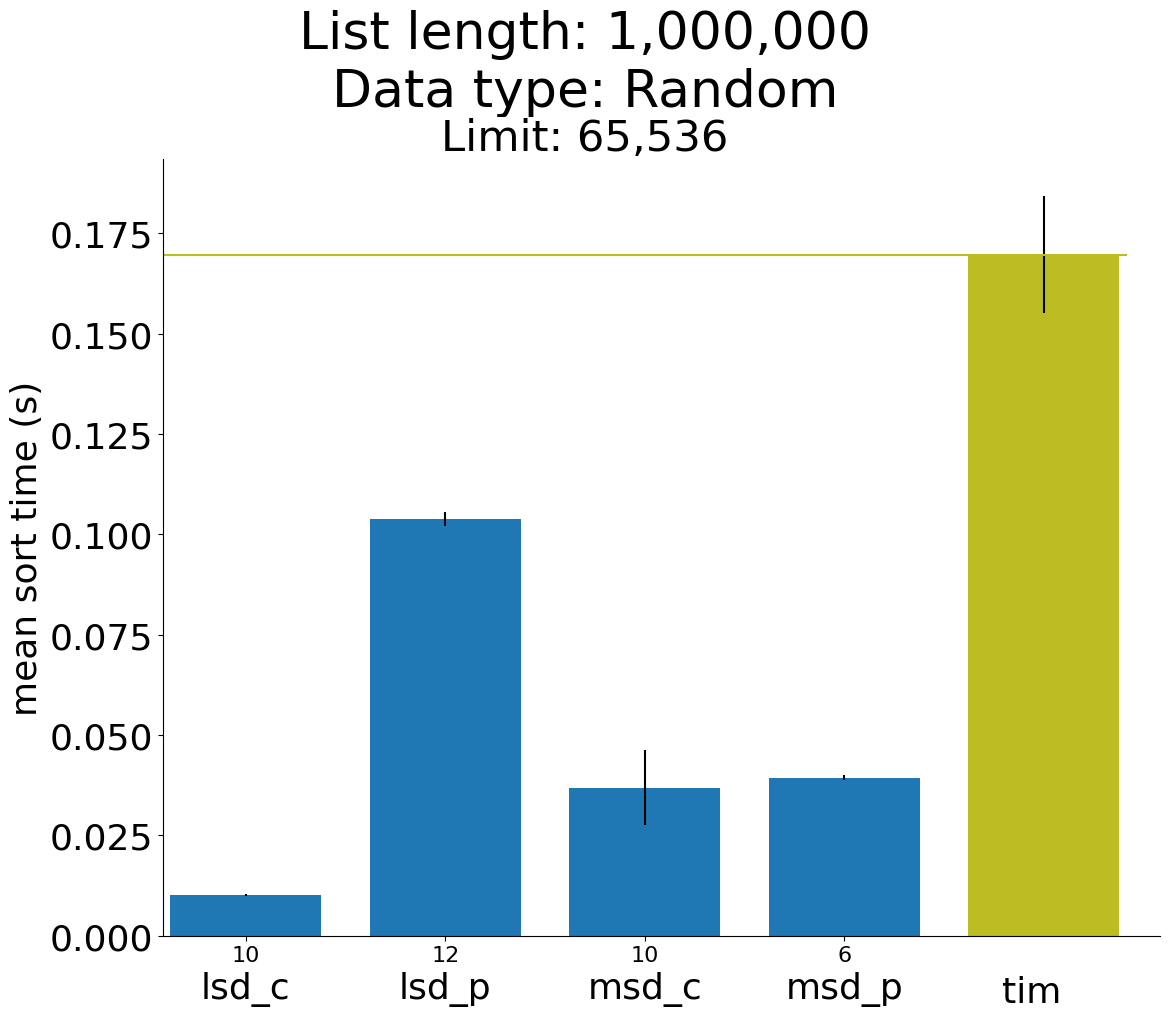 List length: 1,000,000
Data type: Random
Limit: 65,536
mean sort time (s)
0.175
0.150
0.125
0.100
0.075
0.050
0.025
0.000
10 12 10 6
lsd_c lsd_p msd_c msd_p tim